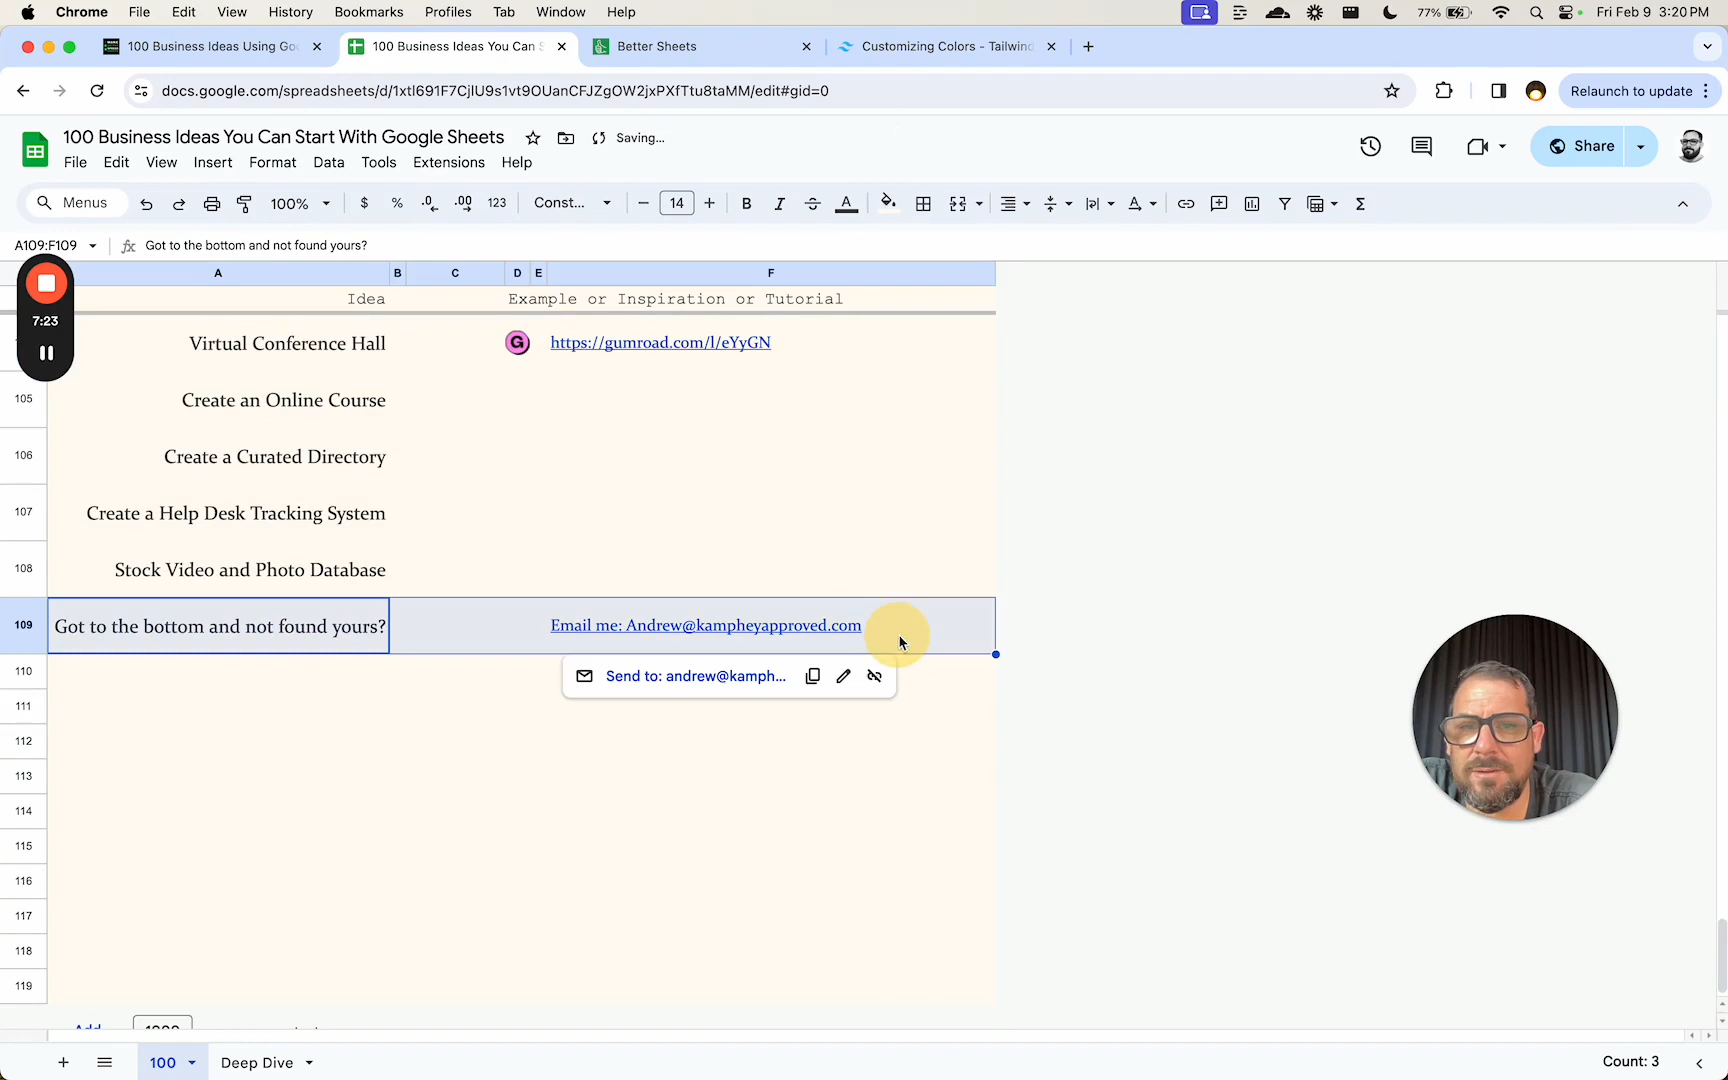 Chrome File Edit View History Bookmarks Profiles Tab Window Help 77% Fri Feb 9 3:20 PM
100 Business Ideas Using Go 100 Business Ideas You Can S Better Sheets Customizing Colors - Tailwind
docs.google.com/spreadsheets/d/1xtl691F7CjlU9s1vt9OUanCFJZgOW2jxPXfTtu8taMM/edit#gid=0 Relaunch to update
100 Business Ideas You Can Start With Google Sheets Saving... Share
File Edit View Insert Format Data Tools Extensions Help
Menus 100% $ % .0 .00 123 Const... 14 B I A
A109:F109 fx Got to the bottom and not found yours?
A B C D E F
Idea Example or Inspiration or Tutorial
7:23
Virtual Conference Hall G https://gumroad.com/l/eYyGN
105 Create an Online Course
106 Create a Curated Directory
107 Create a Help Desk Tracking System
108 Stock Video and Photo Database
109 Got to the bottom and not found yours? Email me: Andrew@kampheyapproved.com
110 Send to: andrew@kamph...
111
112
113
114
115
116
117
118
119
Add 1000
100 Deep Dive Count: 3